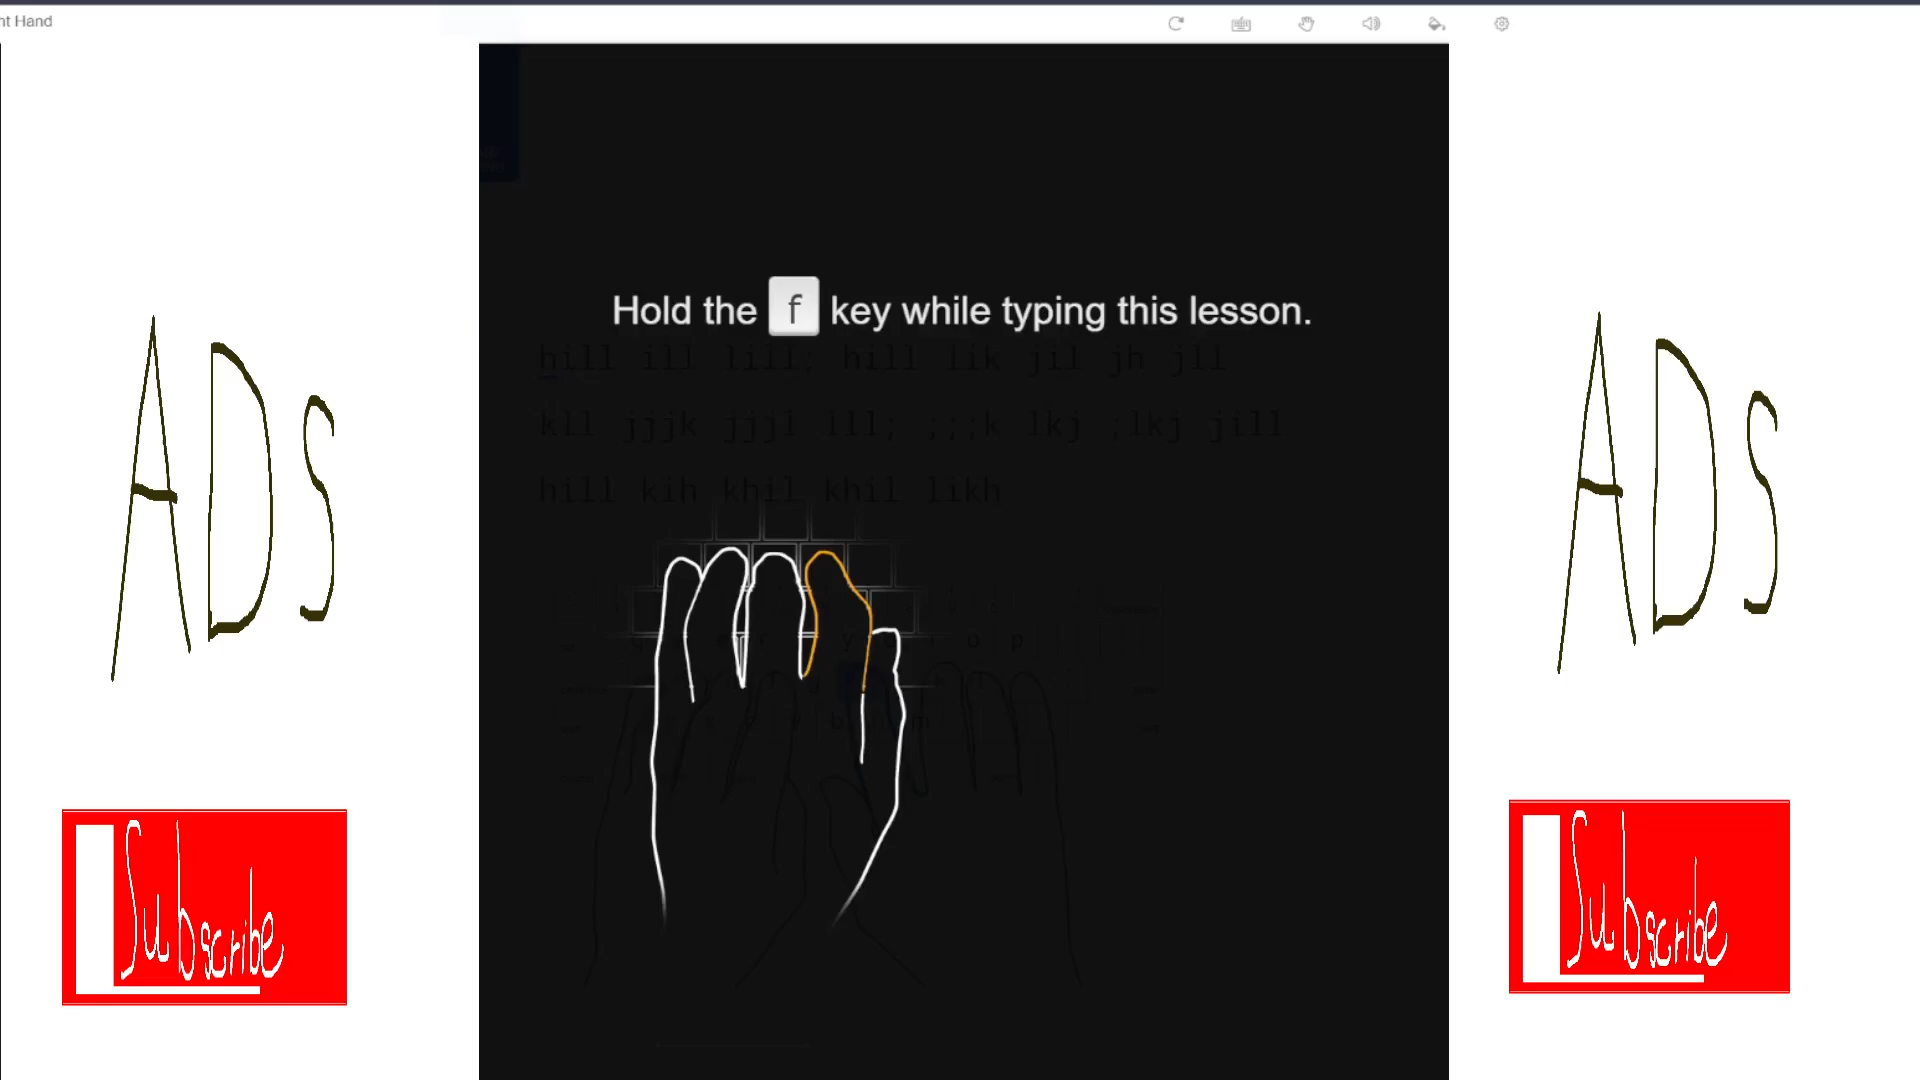 nt Hand
Hold the f key while typing this lesson.
hill ill lill; hill lik jil jh jil
kll jjjk jjjl lll; ;;;k lkj ;lkj jill
hill kih khil khil likh
ADS
ADS
Subscribe
Subscribe